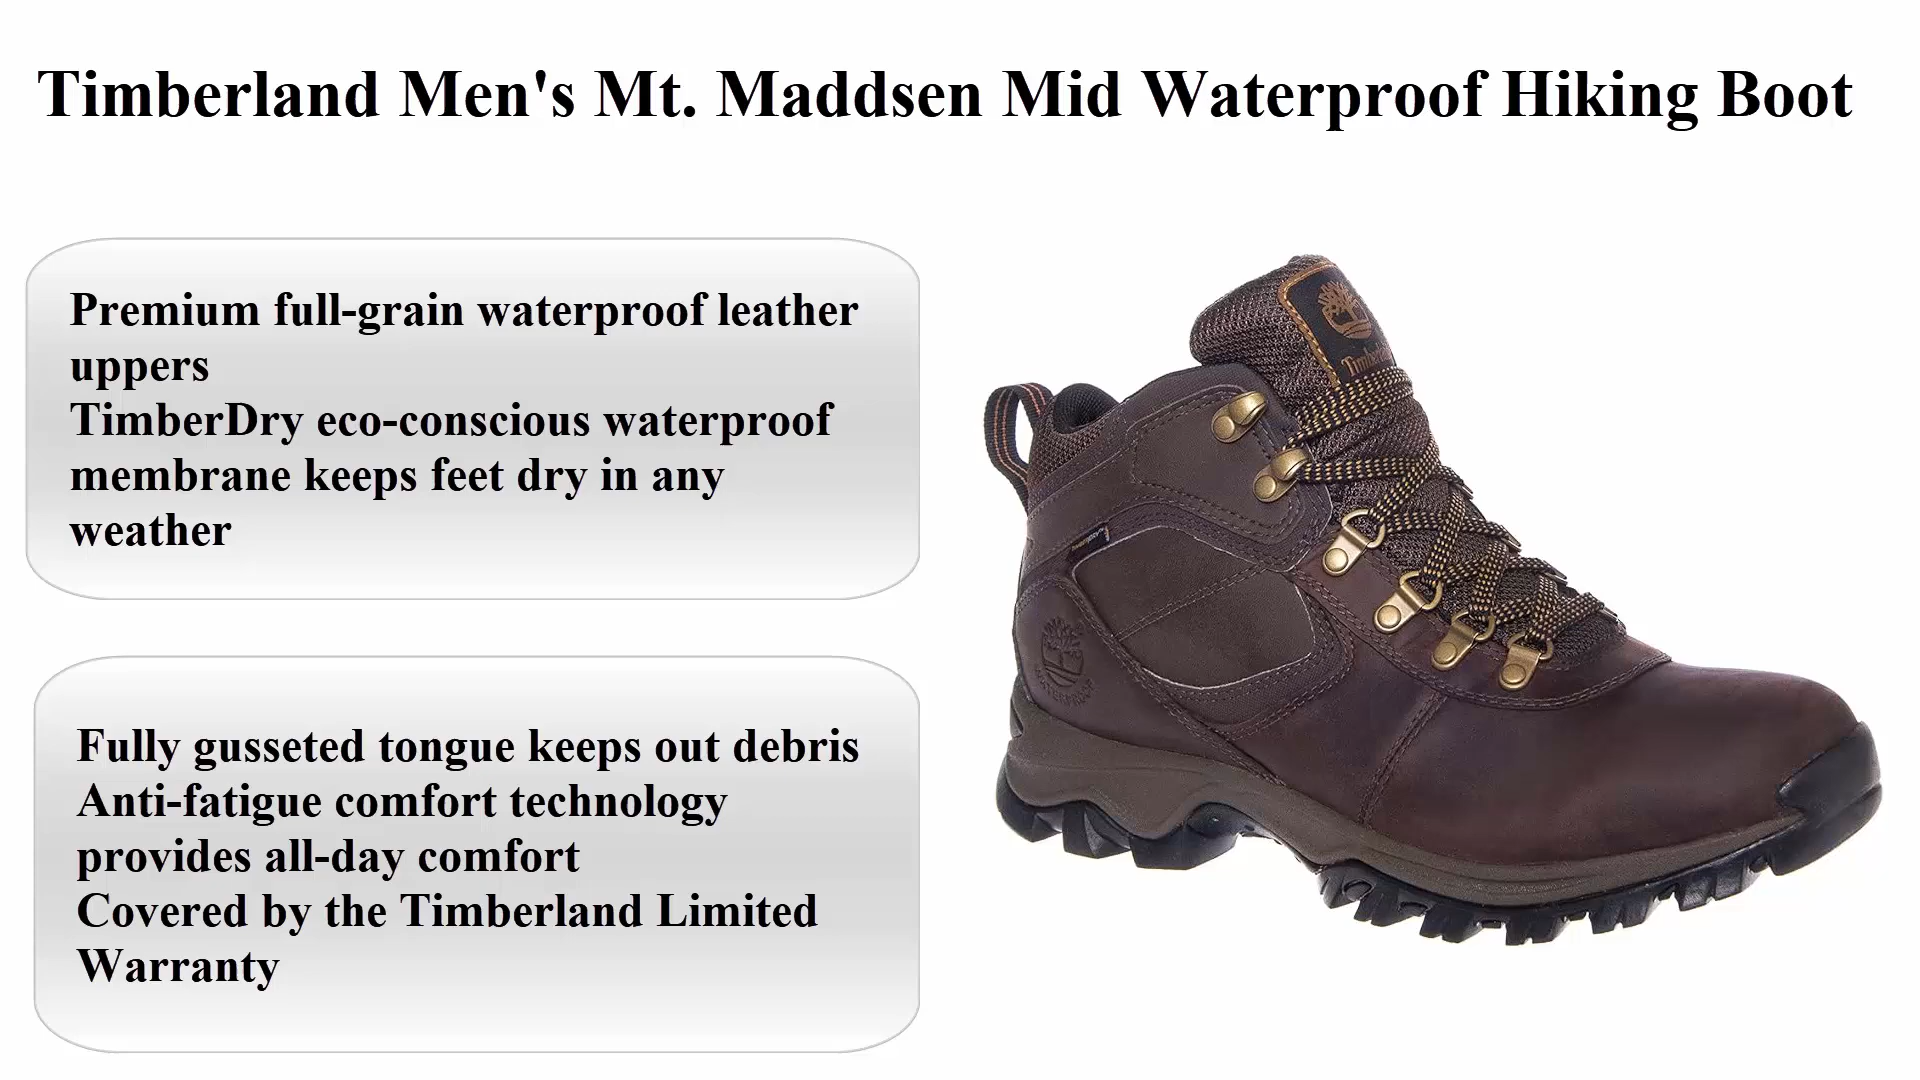 Timberland Men's Mt. Maddsen Mid Waterproof Hiking Boot
Premium full-grain waterproof leather
uppers
TimberDry eco-conscious waterproof
membrane keeps feet dry in any
weather
Fully gusseted tongue keeps out debris
Anti-fatigue comfort technology
provides all-day comfort
Covered by the Timberland Limited
Warranty
WATERPROOF